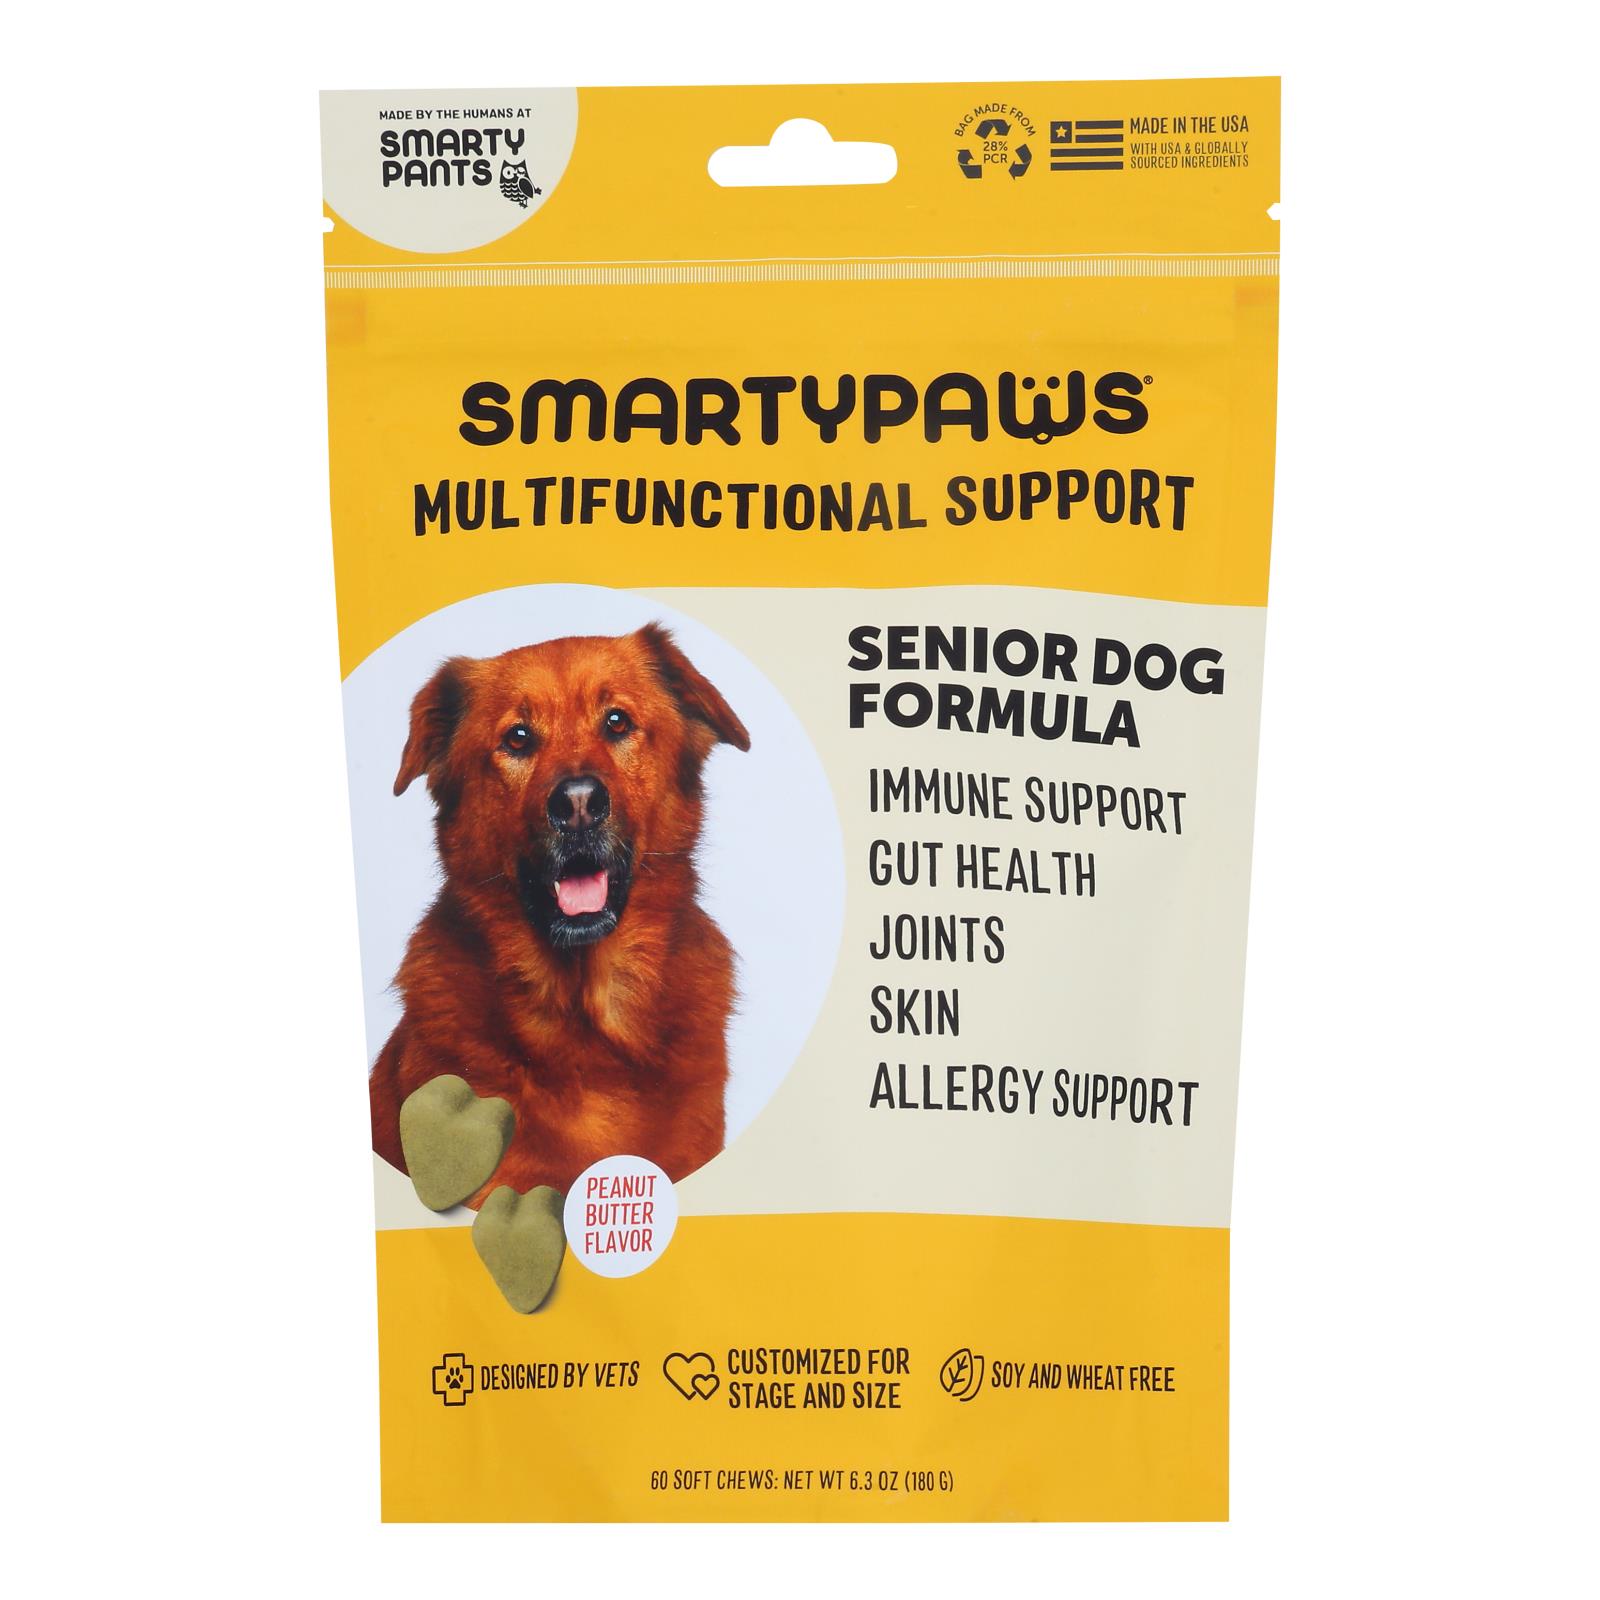 MADE BY THE HUMANS AT
SMARTY
PANTS
BAG MADE FROM
28%
PCR
MADE IN THE USA
WITH USA & GLOBALLY
SOURCED INGREDIENTS
SMARTYPAWS®
MULTIFUNCTIONAL SUPPORT
SENIOR DOG
FORMULA
IMMUNE SUPPORT
GUT HEALTH
JOINTS
SKIN
ALLERGY SUPPORT
PEANUT
BUTTER
FLAVOR
DESIGNED BY VETS
CUSTOMIZED FOR
STAGE AND SIZE
SOY AND WHEAT FREE
60 SOFT CHEWS: NET WT 6.3 OZ (180 G)